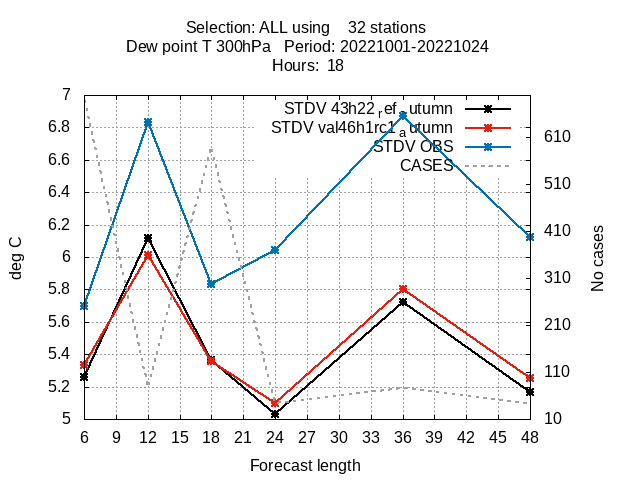 Selection: ALL using 32 stations
Dew point T 300hPa Period: 20221001-20221024
Hours: 18
STDV 43h22ref autumn
STDV val46h1rc1autumn
STDV OBS
CASES
7
6.8
6.6
6.4
6.2
6
5.8
5.6
5.4
5.2
5
deg C
610
510
410
310
210
110
10
No cases
6 9 12 15 18 21 24 27 30 33 36 39 42 45 48
Forecast length